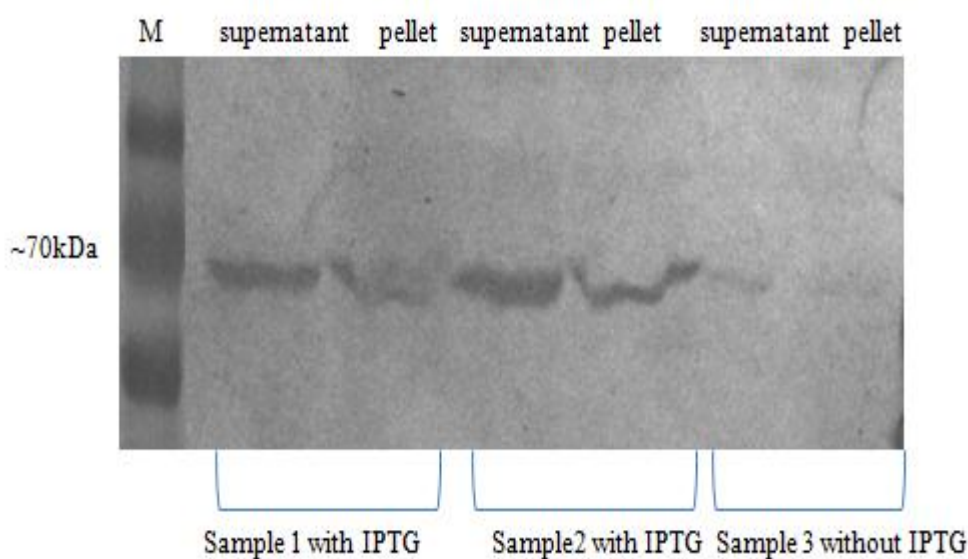 M supernatant pellet supernatant pellet supernatant pellet
~70kDa
Sample 1 with IPTG Sample2 with IPTG Sample 3 without IPTG